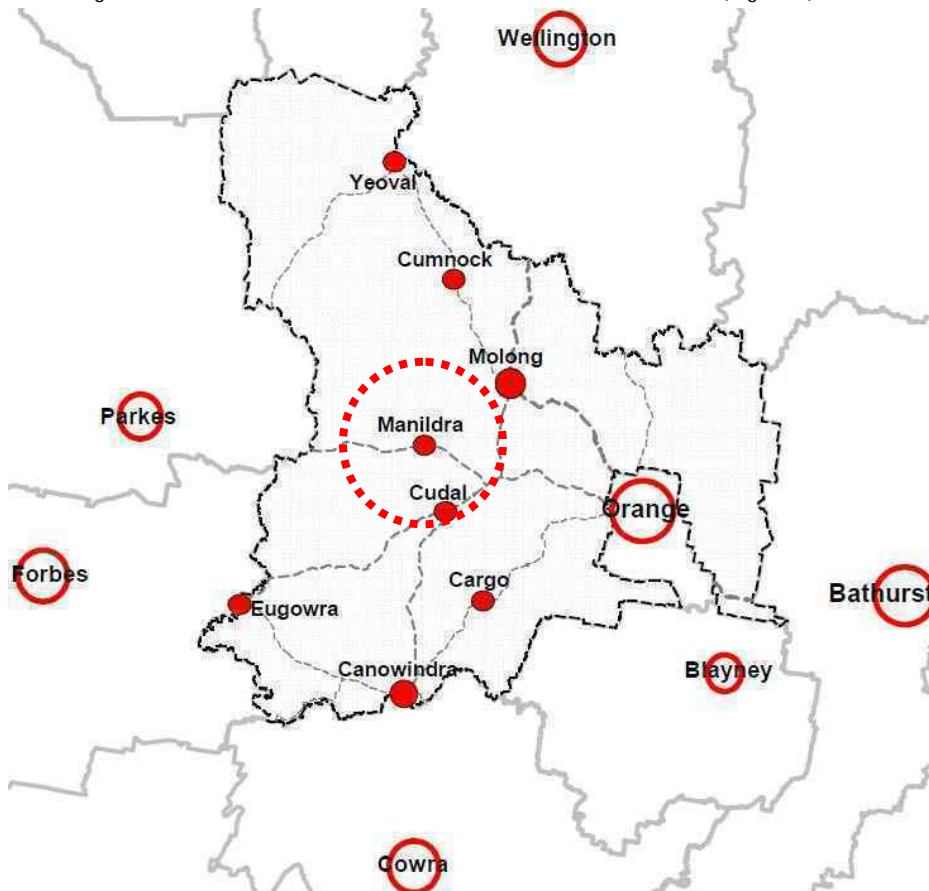 Wellington
Yeoval
Cumnock
Molong
Parkes
Manildra
Cudal
Orange
Forbes
Cargo
Bathurst
Eugowra
Canowindra
Blayney
Cowra